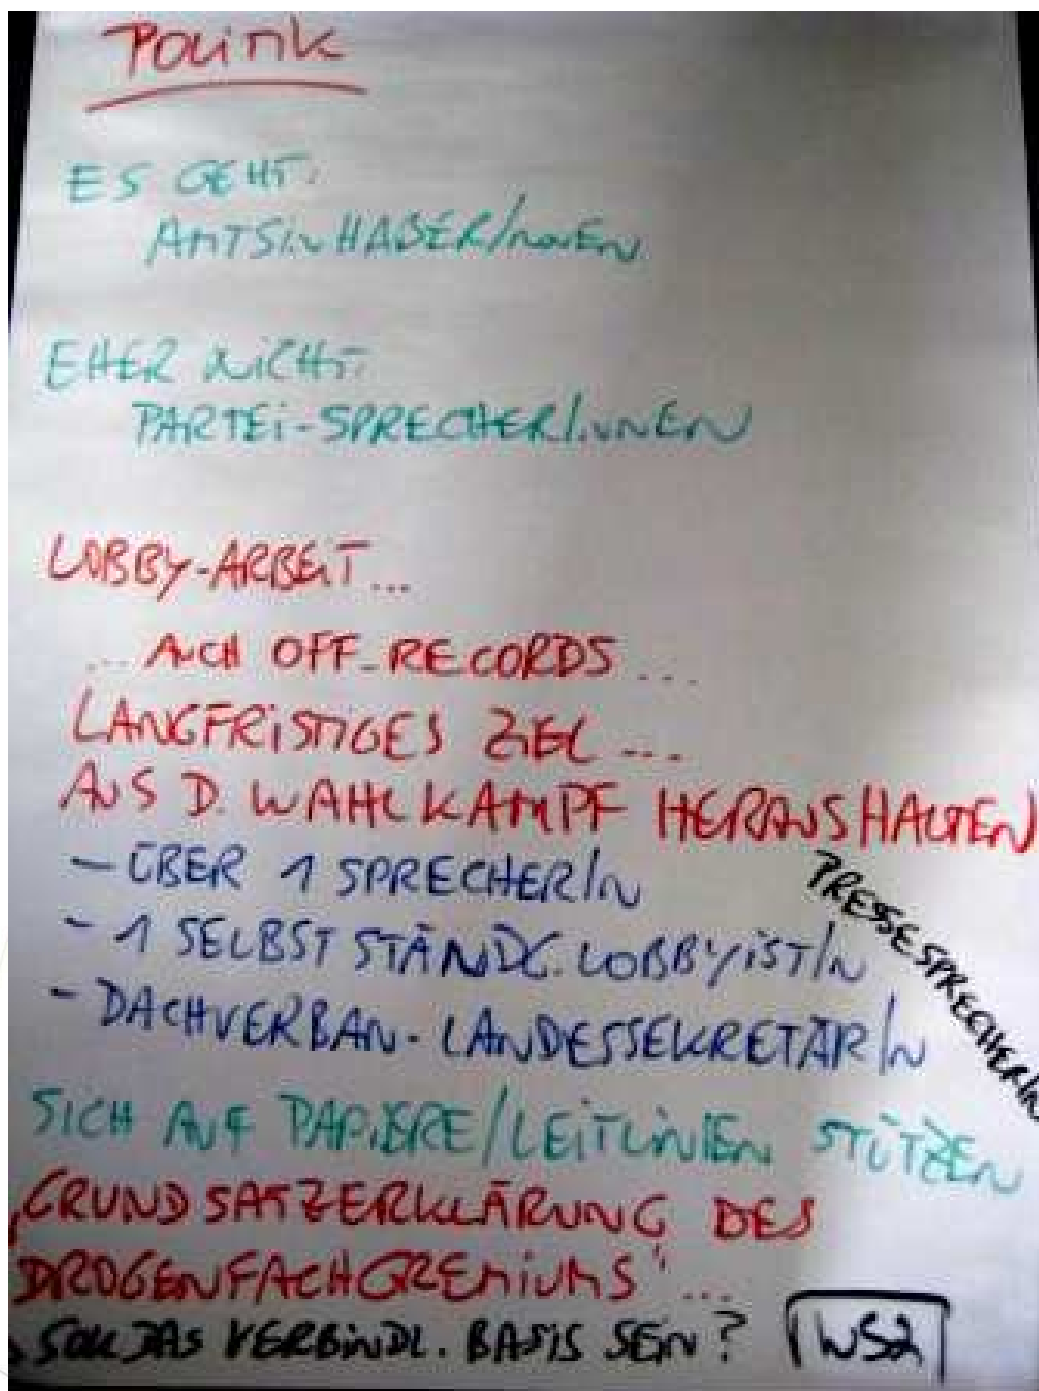 POLITIK
ES GEHT:
AMTSINHABER/INNEN
EHER NICHT:
PARTEI-SPRECHER/INNEN
LOBBY-ARBEIT...
...AUCH OFF-RECORDS...
LANGFRISTIGES ZIEL...
AUS D. WAHLKAMPF HERAUSHALTEN
- ÜBER 1 SPRECHER/IN
- 1 SELBSTSTÄNDG. LOBBYIST/IN
- DACHVERBAN-LANDESSEKRETÄR/IN
PRESSESPRECHER/IN
SICH AUF PAPIERE/LEITLINIEN STÜTZEN
„GRUNDSATZERKLÄRUNG DES
DROGENFACHGREMIUMS"...
SOLL DAS VERBINDL. BASIS SEIN?
WS2